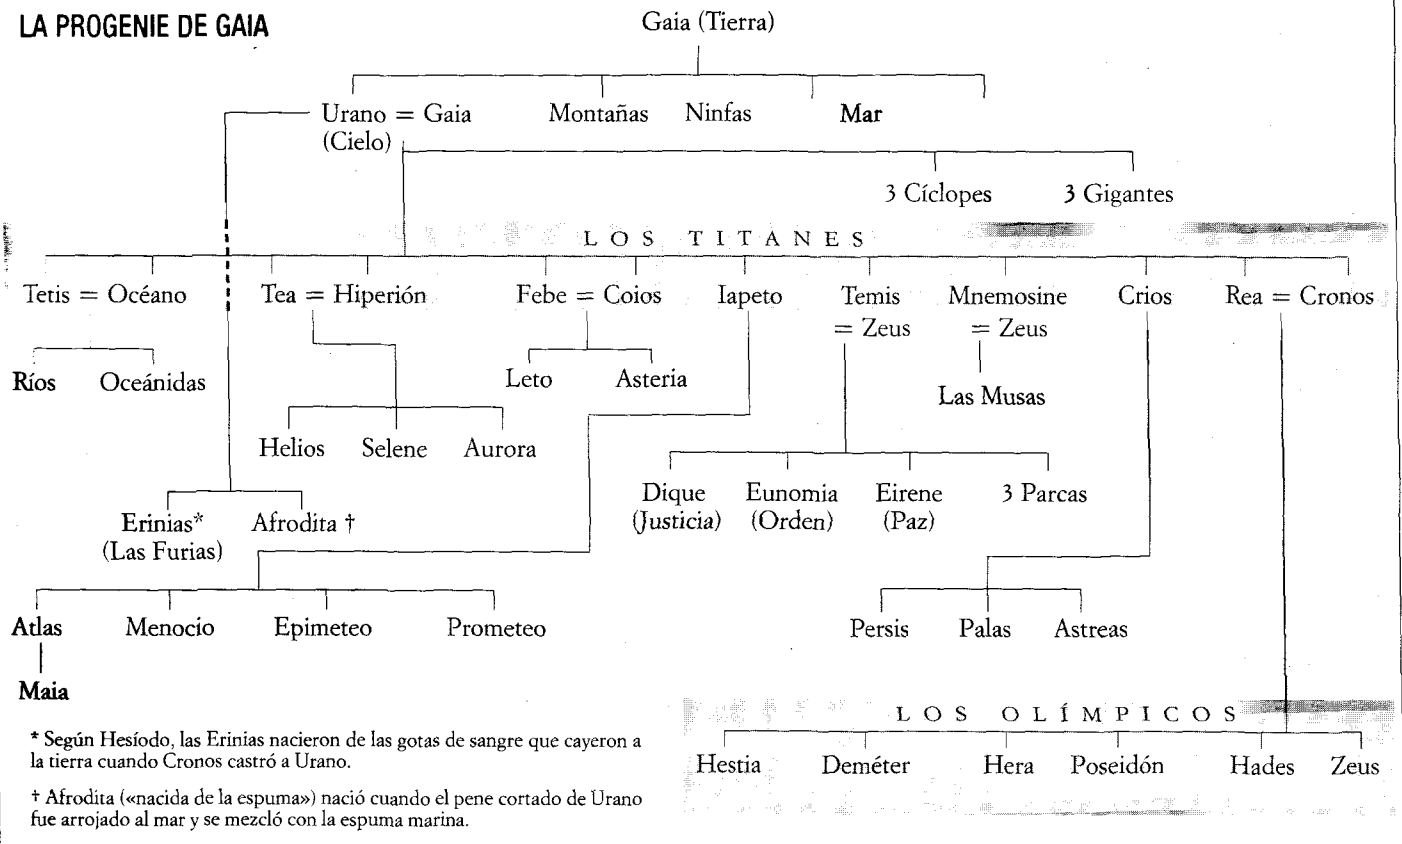 LA PROGENIE DE GAIA
Gaia (Tierra)
Urano = Gaia
(Cielo)
Montañas
Ninfas
Mar
3 Cíclopes
3 Gigantes
LOS TITANES
Tetis = Océano
Tea = Hiperión
Febe = Coios
Iapeto
Temis
= Zeus
Mnemosine
= Zeus
Crios
Rea = Cronos
Ríos
Oceánidas
Leto
Asteria
Las Musas
Helios
Selene
Aurora
Dique
(Justicia)
Eunomia
(Orden)
Eirene
(Paz)
3 Parcas
Erinias*
(Las Furias)
Afrodita †
Atlas
Menocio
Epimeteo
Prometeo
Persis
Palas
Astreas
Maia
LOS OLÍMPICOS
Hestia
Deméter
Hera
Poseidón
Hades
Zeus
* Según Hesíodo, las Erinias nacieron de las gotas de sangre que cayeron a
la tierra cuando Cronos castró a Urano.
† Afrodita («nacida de la espuma») nació cuando el pene cortado de Urano
fue arrojado al mar y se mezcló con la espuma marina.